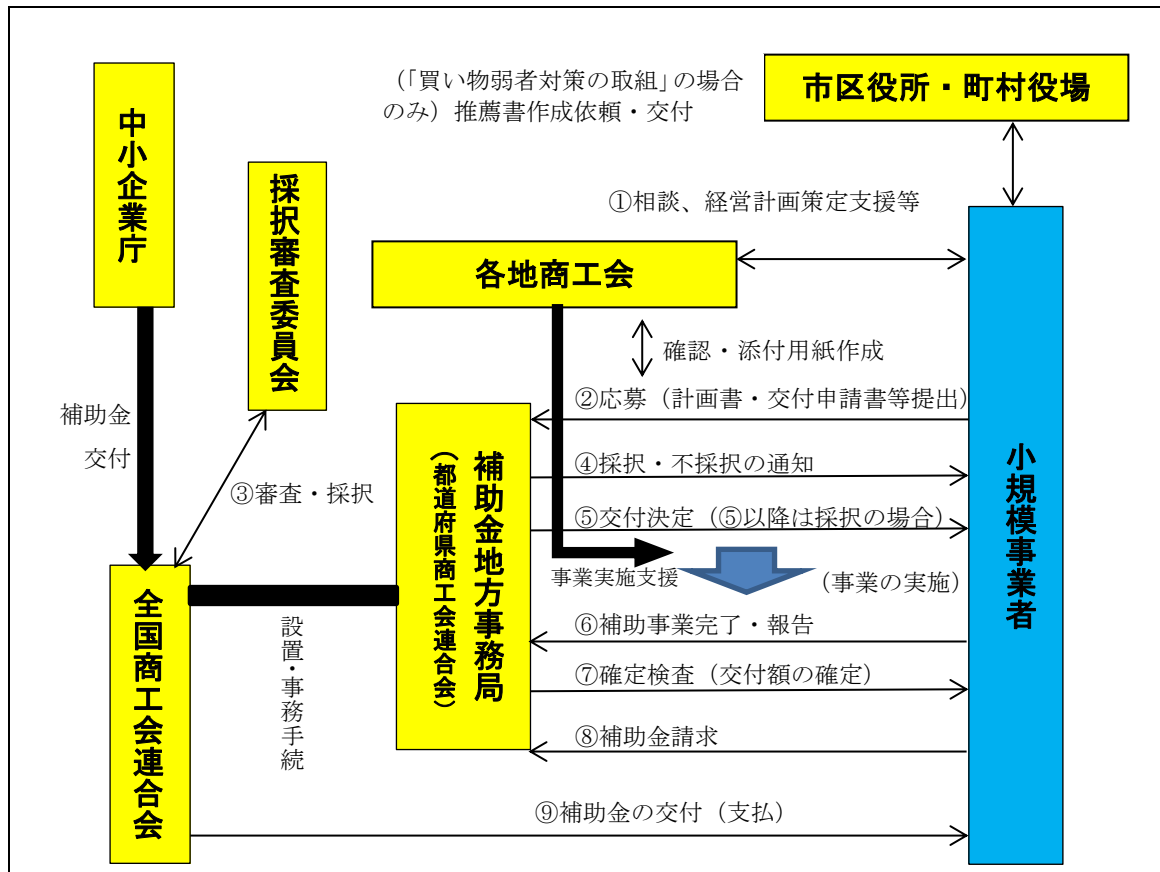 (「買い物弱者対策の取組」の場合
のみ)推薦書作成依頼・交付
市区役所・町村役場
中小企業庁
採択審査委員会
①相談、経営計画策定支援等
各地商工会
確認・添付用紙作成
補助金
交付
②応募(計画書・交付申請書等提出)
③審査・採択
補助金地方事務局
(都道府県商工会連合会)
④採択・不採択の通知
⑤交付決定(⑤以降は採択の場合)
事業実施支援
(事業の実施)
小規模事業者
全国商工会連合会
設置・事務手続
⑥補助事業完了・報告
⑦確定検査(交付額の確定)
⑧補助金請求
⑨補助金の交付(支払)